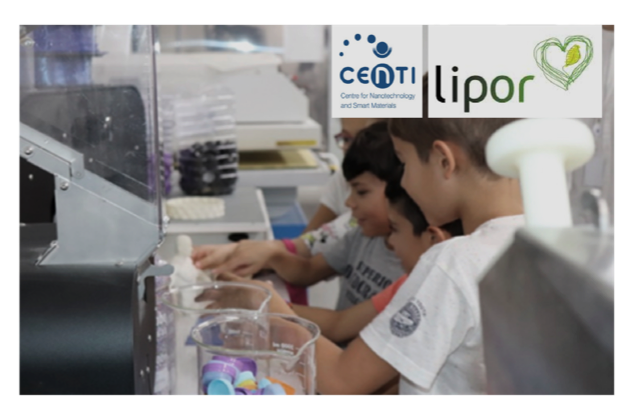 CENTI
Centre for Nanotechnology
and Smart Materials
lipor